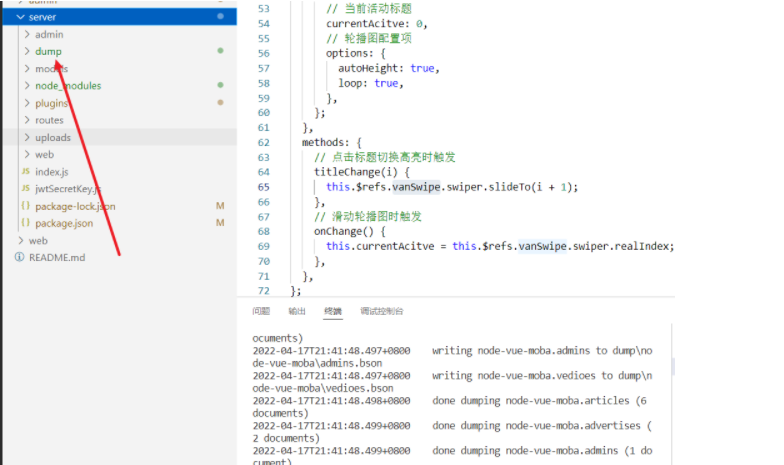 admin
server
admin
dump
models
node_modules
plugins
routes
uploads
web
JS index.js
JS jwtSecretKey.js
{} package-lock.json M
{} package.json M
web
README.md
53 // 当前活动标题
54 currentAcitve: 0,
55 // 轮播图配置项
56 options: {
57 autoHeight: true,
58 loop: true,
59 },
60 };
61 },
62 methods: {
63 // 点击标题切换高亮时触发
64 titleChange(i) {
65 this.$refs.vanSwipe.swiper.slideTo(i + 1);
66 },
67 // 滑动轮播图时触发
68 onChange() {
69 this.currentAcitve = this.$refs.vanSwipe.swiper.realIndex;
70 },
71 },
72 };
问题 输出 终端 调试控制台
ocuments)
2022-04-17T21:41:48.497+0800 writing node-vue-moba.admins to dump\no
de-vue-moba\admins.bson
2022-04-17T21:41:48.497+0800 writing node-vue-moba.vedioes to dump\n
ode-vue-moba\vedioes.bson
2022-04-17T21:41:48.498+0800 done dumping node-vue-moba.articles (6
documents)
2022-04-17T21:41:48.499+0800 done dumping node-vue-moba.advertises (
2 documents)
2022-04-17T21:41:48.499+0800 done dumping node-vue-moba.admins (1 do
cument)